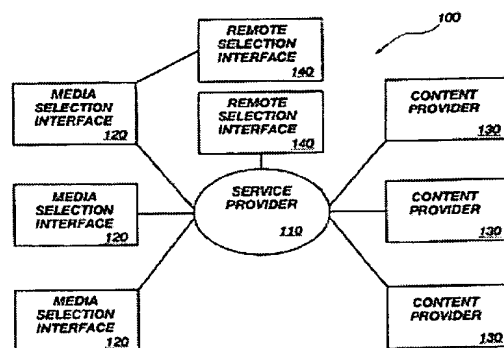 100
REMOTE
SELECTION
INTERFACE
140
MEDIA
SELECTION
INTERFACE
120
REMOTE
SELECTION
INTERFACE
140
CONTENT
PROVIDER
130
MEDIA
SELECTION
INTERFACE
120
SERVICE
PROVIDER
110
CONTENT
PROVIDER
130
MEDIA
SELECTION
INTERFACE
120
CONTENT
PROVIDER
130